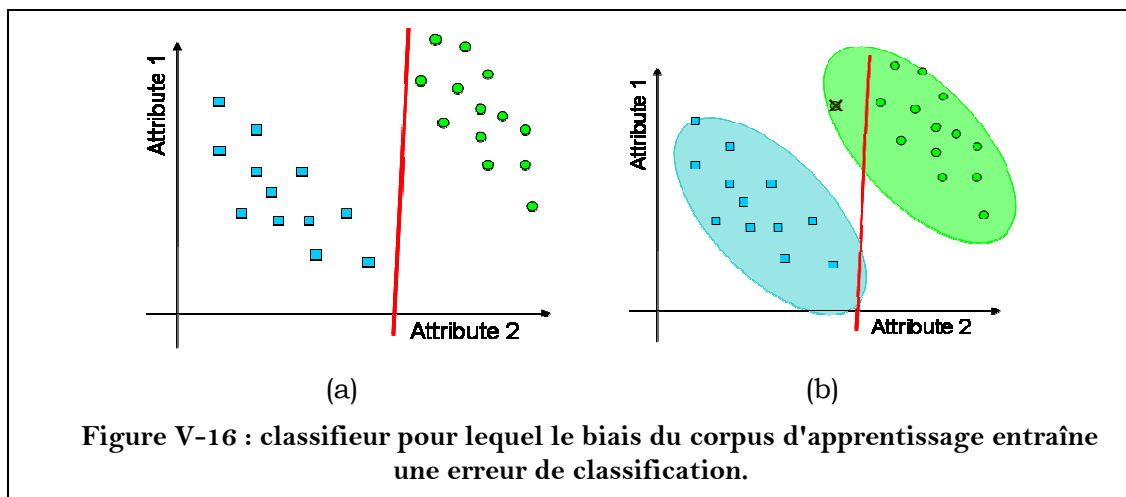 Attribute 1
Attribute 2
(a)
Attribute 1
Attribute 2
(b)
Figure V-16 : classifieur pour lequel le biais du corpus d'apprentissage entraîne
une erreur de classification.